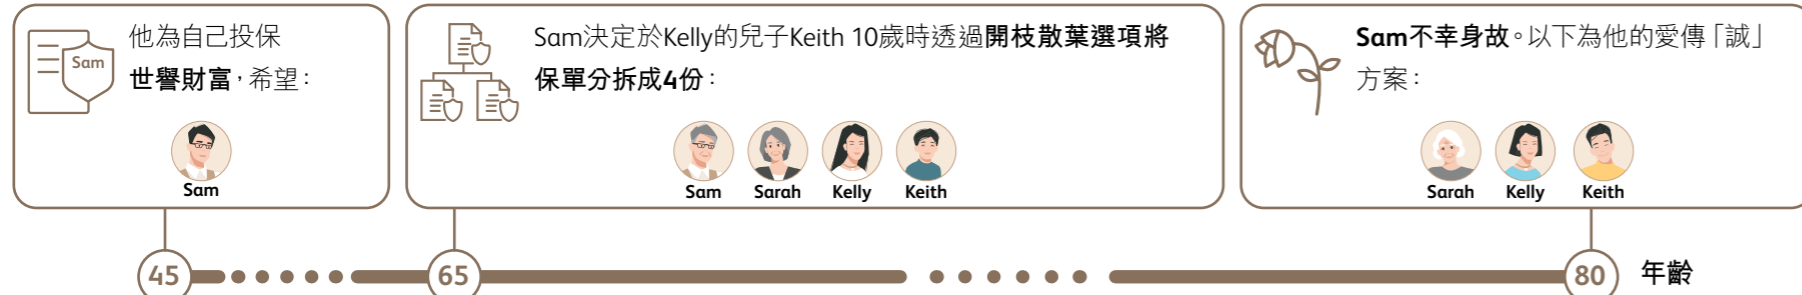 Sam
他為自己投保
世譽財富，希望：
Sam
Sam決定於Kelly的兒子Keith 10歲時透過開枝散葉選項將
保單分拆成4份：
Sam
Sarah
Kelly
Keith
Sam不幸身故。以下為他的愛傳「誠」
方案：
Sarah
Kelly
Keith
45
65
80
年齡